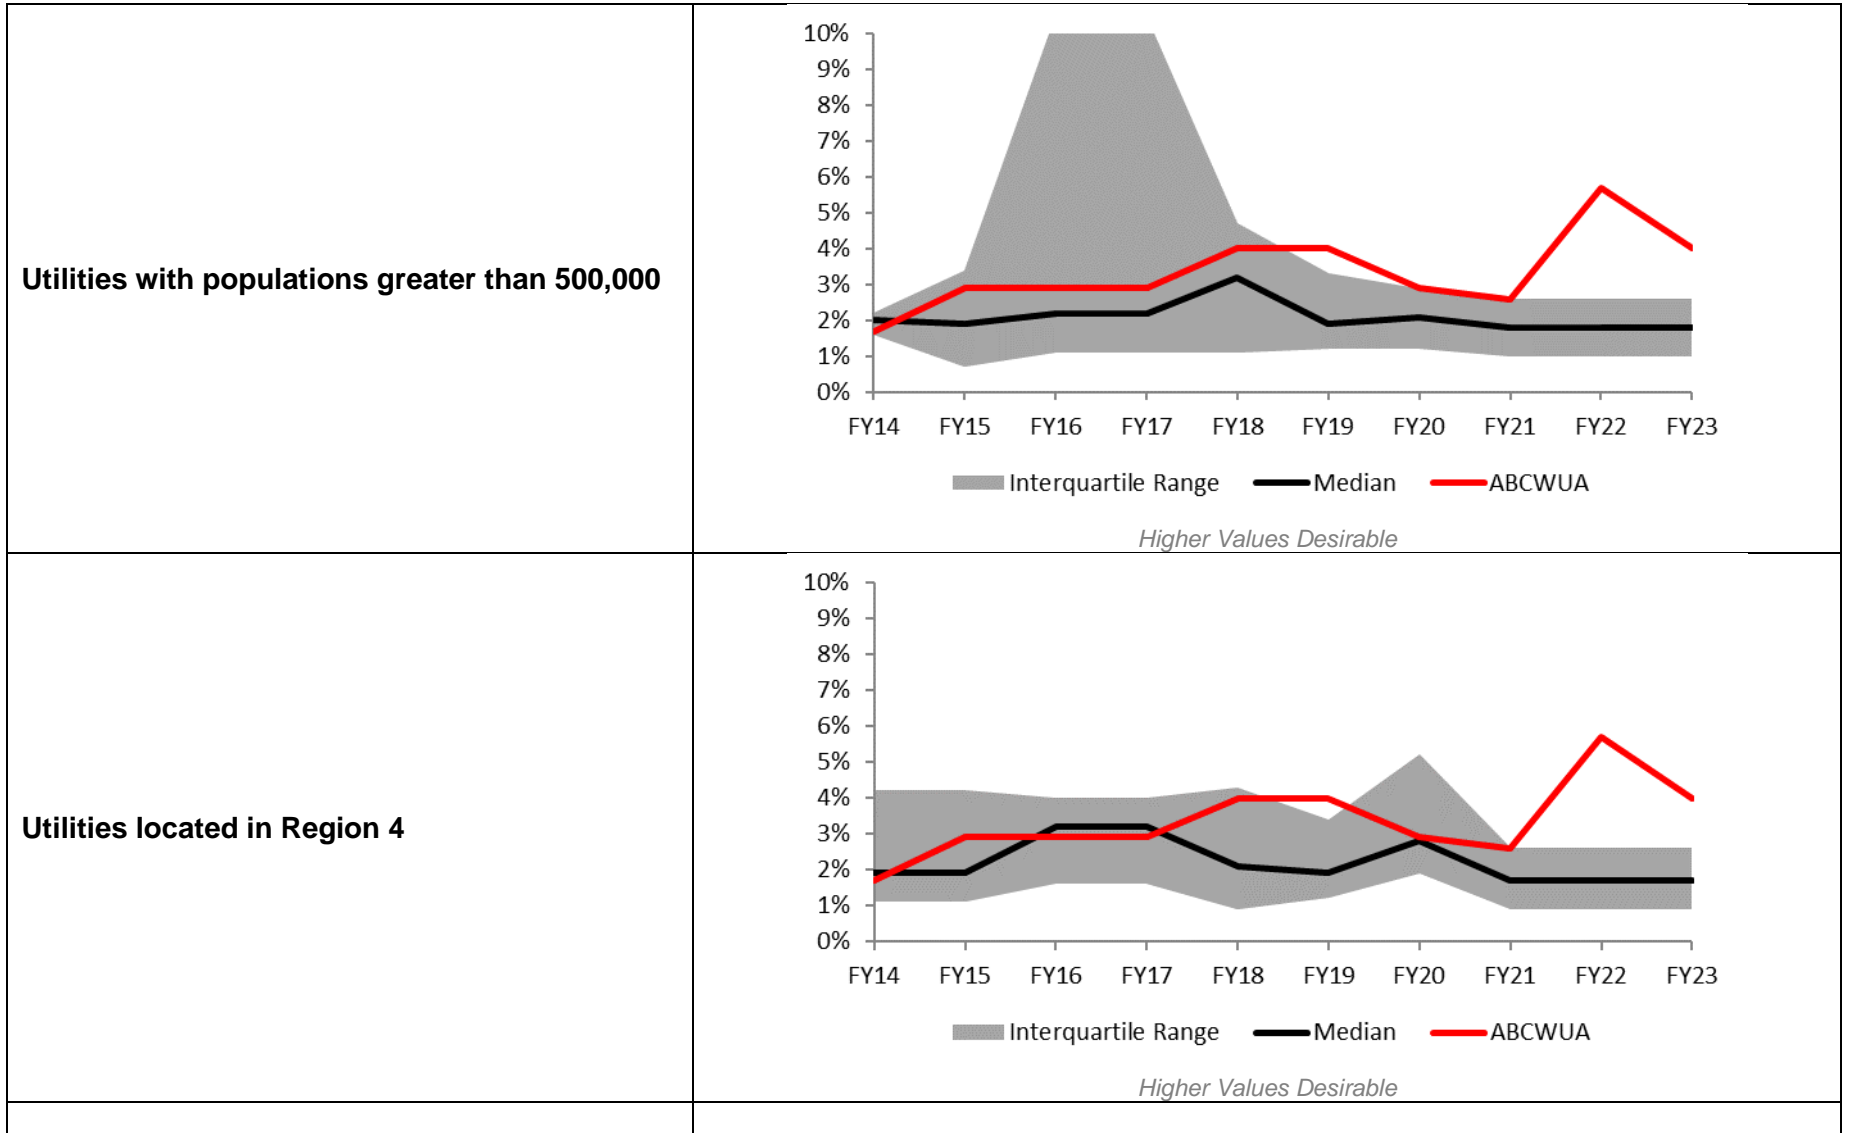 Utilities with populations greater than 500,000
10%
9%
8%
7%
6%
5%
4%
3%
2%
1%
0%
FY14 FY15 FY16 FY17 FY18 FY19 FY20 FY21 FY22 FY23
Interquartile Range Median ABCWUA
Higher Values Desirable
Utilities located in Region 4
10%
9%
8%
7%
6%
5%
4%
3%
2%
1%
0%
FY14 FY15 FY16 FY17 FY18 FY19 FY20 FY21 FY22 FY23
Interquartile Range Median ABCWUA
Higher Values Desirable